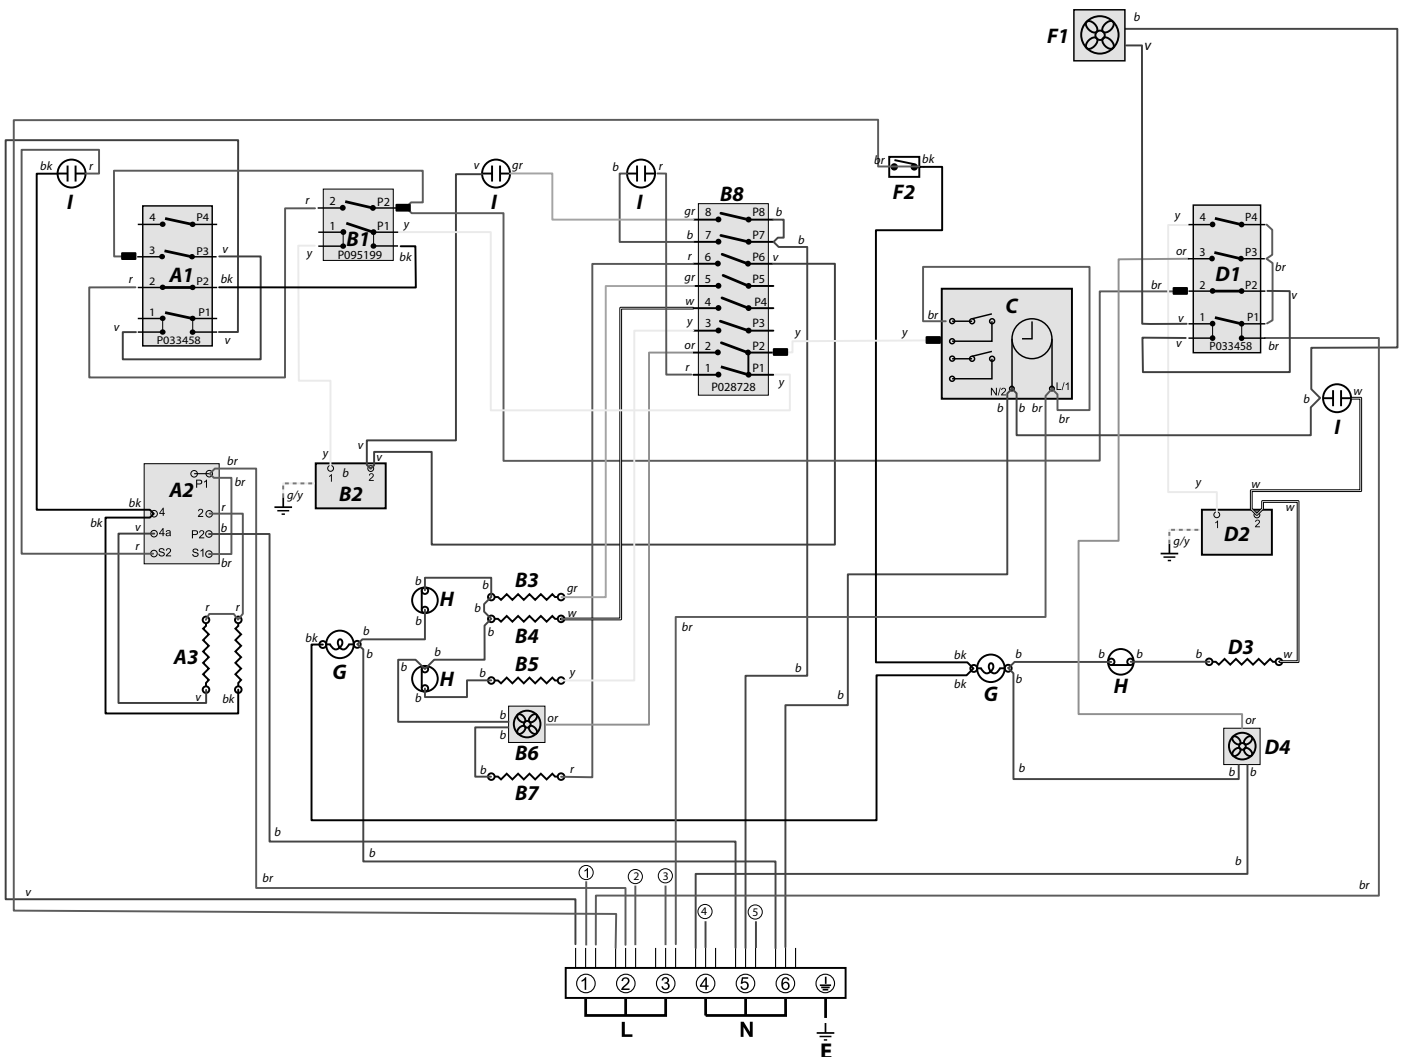 F1
b
v
bk
r
I
4
P4
3
P3
v
A1
r
2
P2
bk
1
P1
v
P033458
v
r
2
P2
1
P1
y
B1
y
P095199
bk
v
gr
I
b
r
I
B8
gr
8
P8
b
b
7
P7
b
r
6
P6
v
gr
5
P5
w
4
P4
y
3
P3
y
or
2
P2
r
1
P1
y
P028728
br
bk
F2
C
br
y
N/2
L/1
b
b
br
br
y
4
P4
or
3
P3
br
D1
br
2
P2
v
v
1
P1
v
P033458
br
b
w
I
br
P1
br
A2
bk
4
2
r
bk
v
4a
P2
b
r
S2
S1
br
y
v
v
1
b
2
B2
g/y
y
w
w
1
2
D2
g/y
r
r
A3
v
bk
b
H
b
b
B3
gr
b
B4
w
b
bk
b
G
b
b
b
H
b
B5
y
b
b
b
or
B6
b
r
B7
br
b
b
bk
bk
G
b
b
b
H
b
b
D3
w
or
D4
b
b
b
b
b
b
br
v
br
1
2
3
4
5
1
2
3
4
5
6
L
N
E